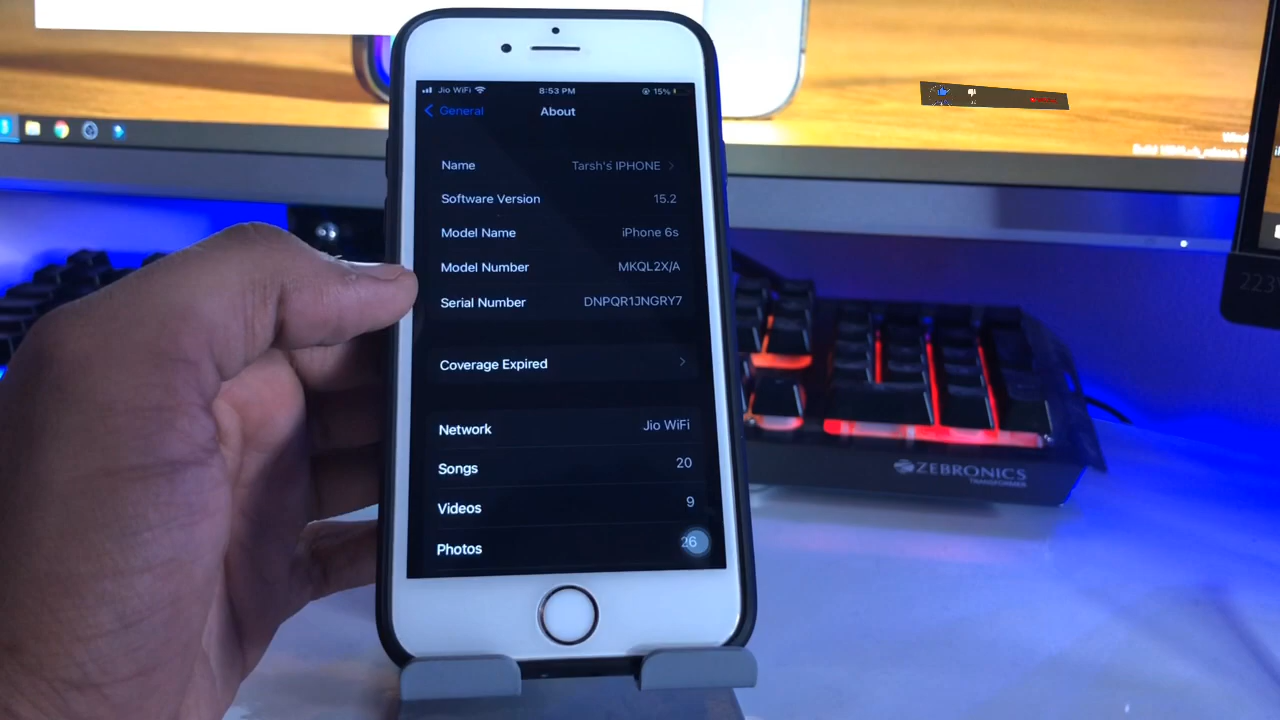 Jio WiFi 8:53 PM 15%
General About
Name Tarsh's IPHONE
Software Version 15.2
Model Name iPhone 6s
Model Number MKQL2X/A
Serial Number DNPQR1JNGRY7
Coverage Expired
Network Jio WiFi
Songs 20
Videos 9
Photos 26
ZEBRONICS
TRANSFORMER